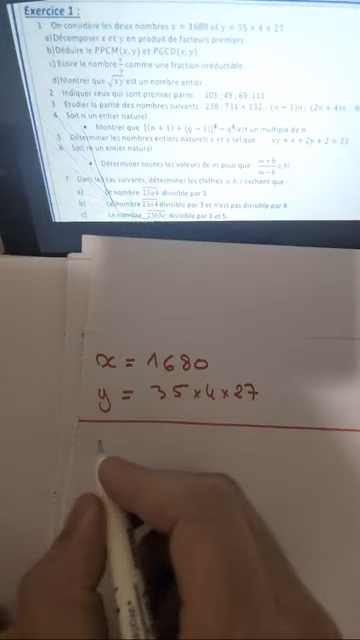 Exercice 1 :
1. On considère les deux nombres x = 1680 et y = 35 × 4 × 27
a) Décomposer x et y en produit de facteurs premiers
b) Déduire le PPCM(x, y) et PGCD(x, y).
c) Ecrire le nombre x/y comme une fraction irréductible.
d) Montrer que √xy est un nombre entier
2 Indiquer ceux qui sont premier parmi : 103 ; 49 ; 69 ; 111
3 Etudier la parité des nombres suivants 238 ; 731 × 132 ; (n − 1)n ; (2n + 4)n
4. Soit n un entier naturel
• Montrer que est un multiple de n
5 Déterminer les nombres entiers naturels x et y tel que xy + x + 2y + 2 = 22
6. Soit un entier naturel
• Déterminer toutes les valeurs de m pour que (m+6)/(m−6) ∈ N
7. Dans les cas suivants, déterminer les chiffres a, b, c sachant que :
a) Le nombre 23a4 divisible par 3.
b) Le nombre 23a4 divisible par 3 et n'est pas divisible par 9.
c) Le nombre divisible par 3 et 5.
x = 1680
y = 35×4×27